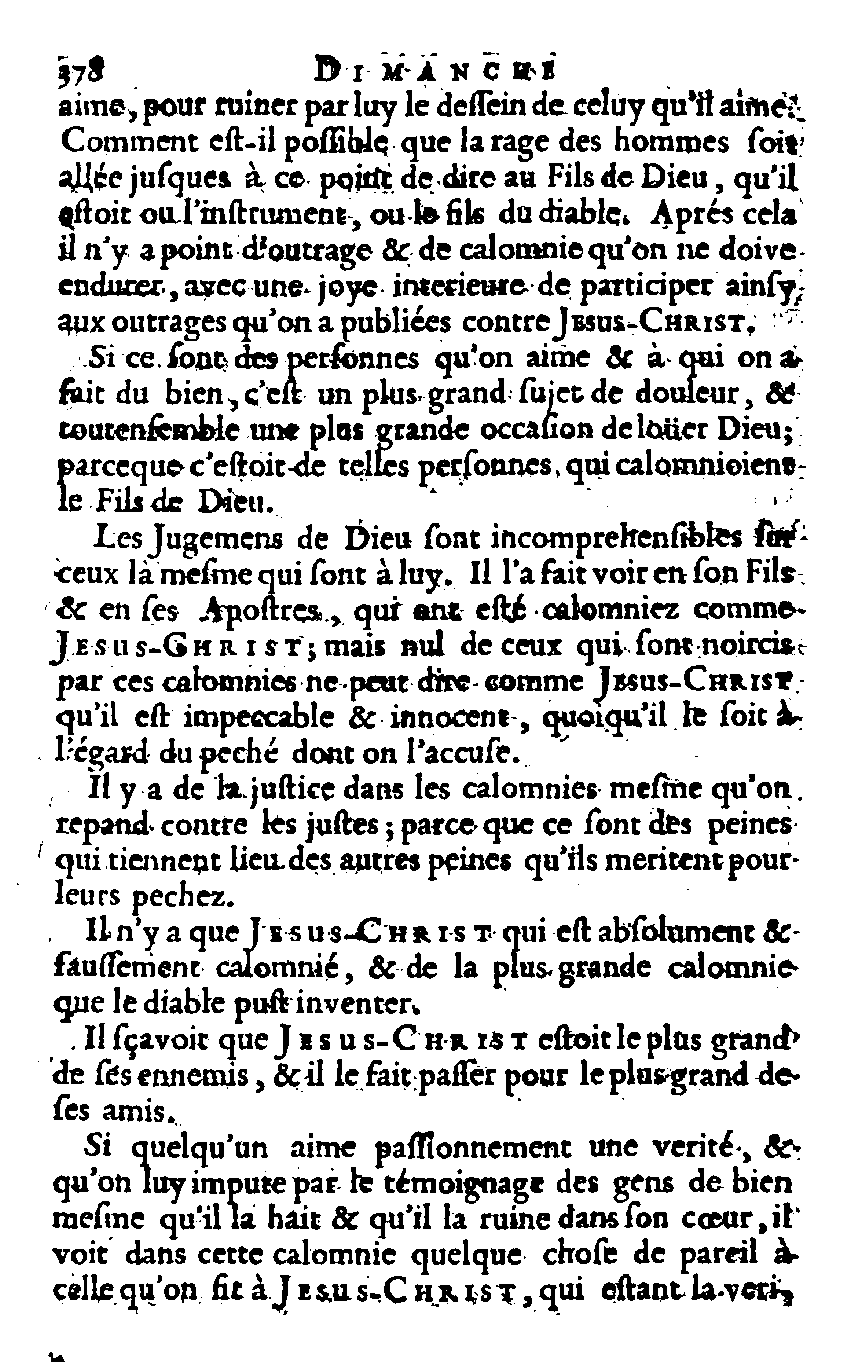 378 DIMANCHE
aime, pour ruiner par luy le deſſein de celuy qu'il aime.
Comment eſt-il poſſible que la rage des hommes ſoit
allée juſques à ce point de dire au Fils de Dieu, qu'il
eſtoit ou l'inſtrument, ou le fils du diable. Aprés cela
il n'y a point d'outrage & de calomnie qu'on ne doive
endurer, avec une joye interieure de participer ainſy
aux outrages qu'on a publiées contre JESUS-CHRIST.
Si ce ſont des perſonnes qu'on aime & à qui on a
fait du bien, c'eſt un plus grand ſujet de douleur, &
toutenſemble une plus grande occaſion de loüer Dieu;
parceque c'eſtoit de telles perſonnes, qui calomnioient
le Fils de Dieu.
Les Jugemens de Dieu ſont incomprehenſibles ſur
ceux là meſme qui ſont à luy. Il l'a fait voir en ſon Fils
& en ſes Apoſtres, qui ont eſté calomniez comme
JESUS-CHRIST; mais nul de ceux qui ſont noircis
par ces calomnies ne peut dire comme JESUS-CHRIST
qu'il eſt impeccable & innocent, quoiqu'il le ſoit à
l'égard du peché dont on l'accuſe.
Il y a de la juſtice dans les calomnies meſme qu'on
repand contre les juſtes; parce que ce ſont des peines
qui tiennent lieu des autres peines qu'ils meritent pour
leurs pechez.
Il n'y a que JESUS-CHRIST qui eſt abſolument &
fauſſement calomnié, & de la plus grande calomnie
que le diable puſt inventer.
Il ſçavoit que JESUS-CHRIST eſtoit le plus grand
de ſes ennemis, & il le fait paſſer pour le plus grand de
ſes amis.
Si quelqu'un aime paſſionnement une verité, &
qu'on luy impute par le témoignage des gens de bien
meſme qu'il la hait & qu'il la ruine dans ſon cœur, il
voit dans cette calomnie quelque choſe de pareil à
celle qu'on fit à JESUS-CHRIST, qui eſtant la veri-